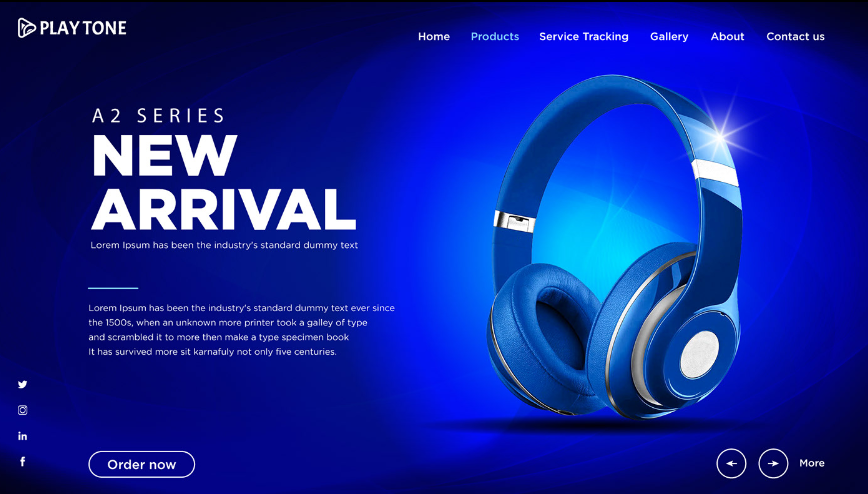 PLAY TONE
Home Products Service Tracking Gallery About Contact us
A2 SERIES
NEW
ARRIVAL
Lorem Ipsum has been the industry's standard dummy text
Lorem Ipsum has been the industry's standard dummy text ever since
the 1500s, when an unknown more printer took a galley of type
and scrambled it to more then make a type specimen book
It has survived more sit karnafuly not only five centuries.
Order now
More